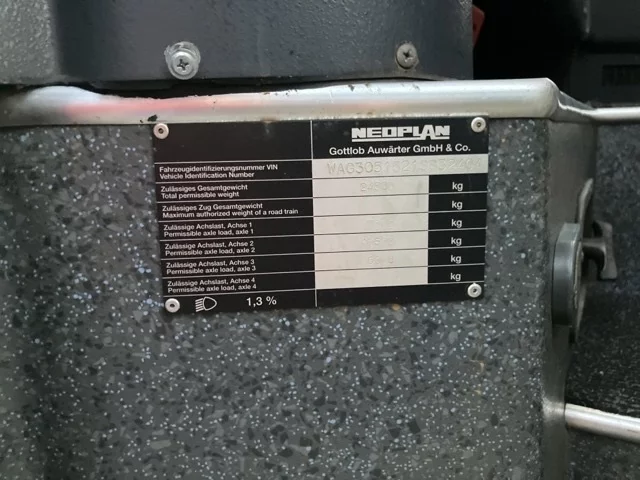 NEOPLAN
Gottlob Auwärter GmbH & Co.
Fahrzeugidentifizierungsnummer VIN
Vehicle Identification Number
Zulässiges Gesamtgewicht
Total permissible weight
kg
Zulässiges Zug Gesamtgewicht
Maximum authorized weight of a road train
kg
Zulässige Achslast, Achse 1
Permissible axle load, axle 1
kg
Zulässige Achslast, Achse 2
Permissible axle load, axle 2
kg
Zulässige Achslast, Achse 3
Permissible axle load, axle 3
kg
Zulässige Achslast, Achse 4
Permissible axle load, axle 4
kg
1,3 %